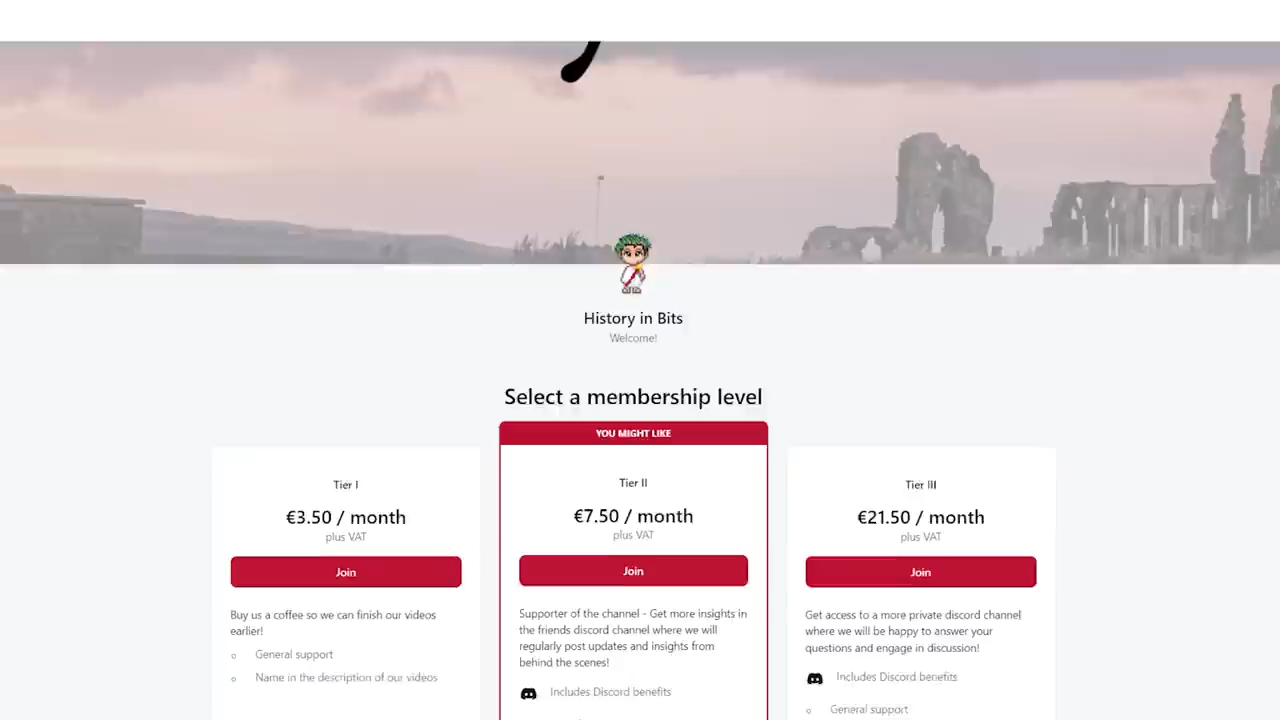 History in Bits
Welcome!
Select a membership level
YOU MIGHT LIKE
Tier I
€3.50 / month
plus VAT
Join
Buy us a coffee so we can finish our videos
earlier!
General support
Name in the description of our videos
Tier II
€7.50 / month
plus VAT
Join
Supporter of the channel - Get more insights in
the friends discord channel where we will
regularly post updates and insights from
behind the scenes!
Includes Discord benefits
Tier III
€21.50 / month
plus VAT
Join
Get access to a more private discord channel
where we will be happy to answer your
questions and engage in discussion!
Includes Discord benefits
General support